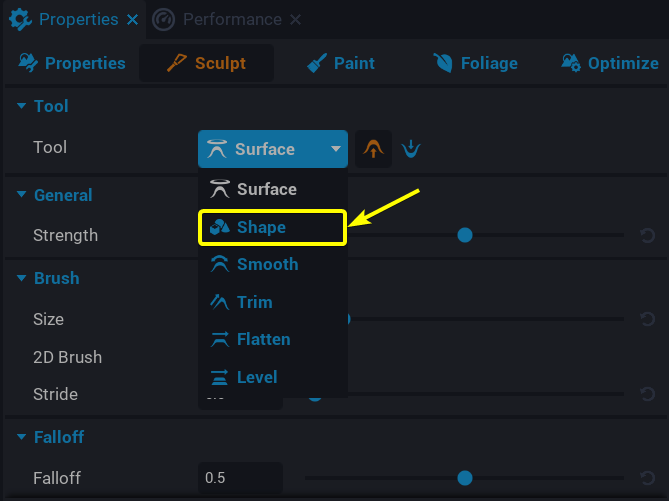 Properties Performance
Properties Sculpt Paint Foliage Optimize
Tool
Tool Surface
Surface
General
Shape
Strength
Smooth
Brush
Trim
Size
Flatten
2D Brush
Level
Stride
Falloff
Falloff 0.5